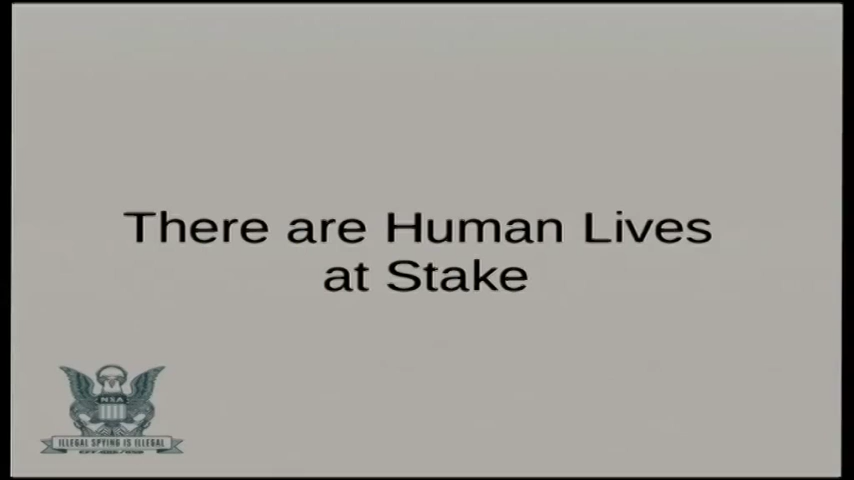 There are Human Lives
at Stake
NSA
ILLEGAL SPYING IS ILLEGAL